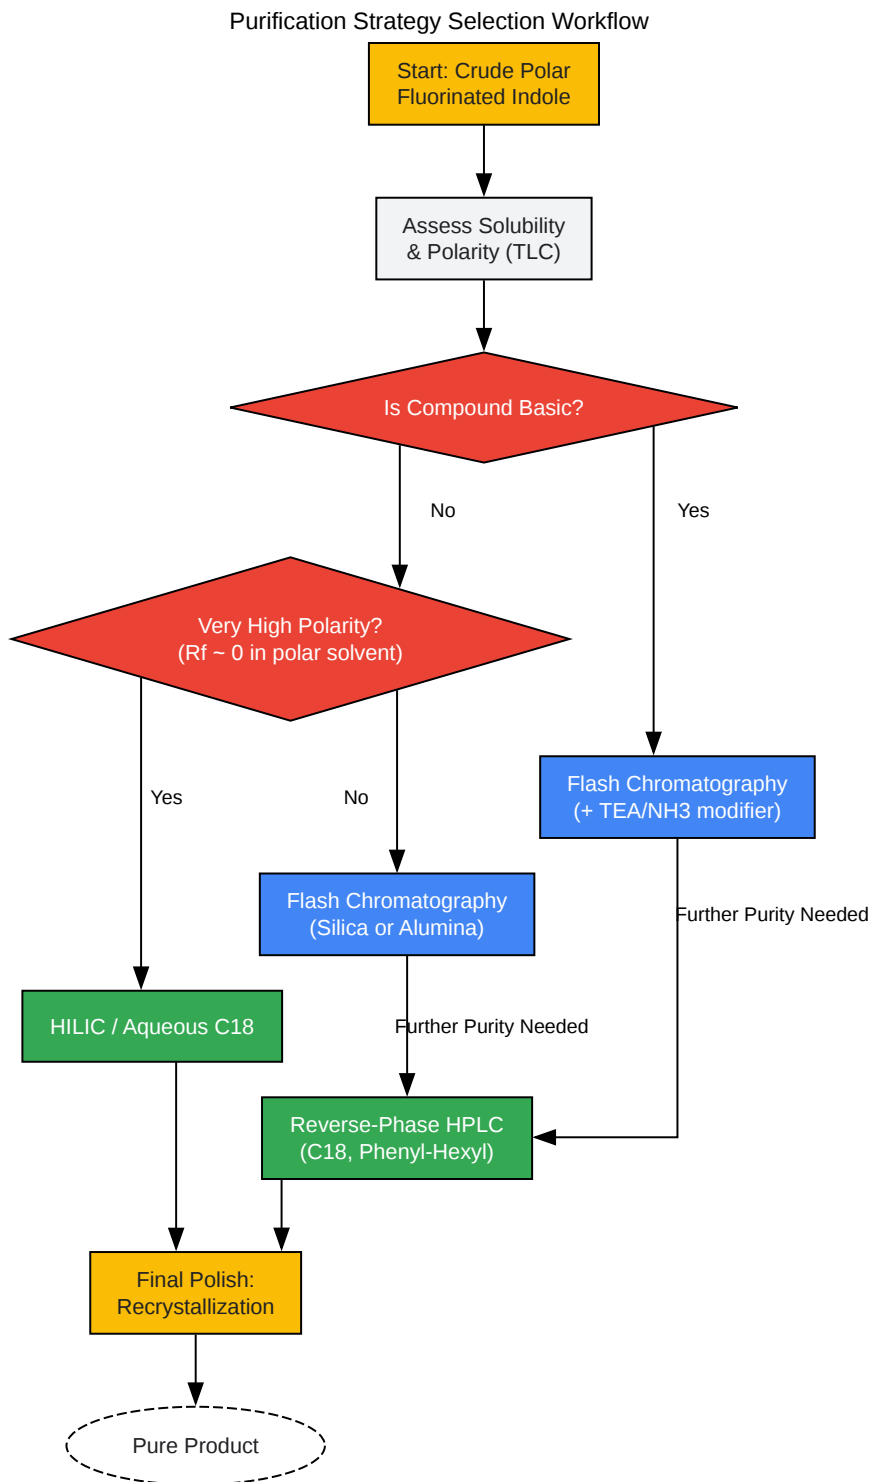 Purification Strategy Selection Workflow
Start: Crude Polar
Fluorinated Indole
Assess Solubility
& Polarity (TLC)
Is Compound Basic?
No
Yes
Very High Polarity?
(Rf ~ 0 in polar solvent)
Flash Chromatography
(+ TEA/NH3 modifier)
Yes
No
Flash Chromatography
(Silica or Alumina)
Further Purity Needed
HILIC / Aqueous C18
Further Purity Needed
Reverse-Phase HPLC
(C18, Phenyl-Hexyl)
Final Polish:
Recrystallization
Pure Product